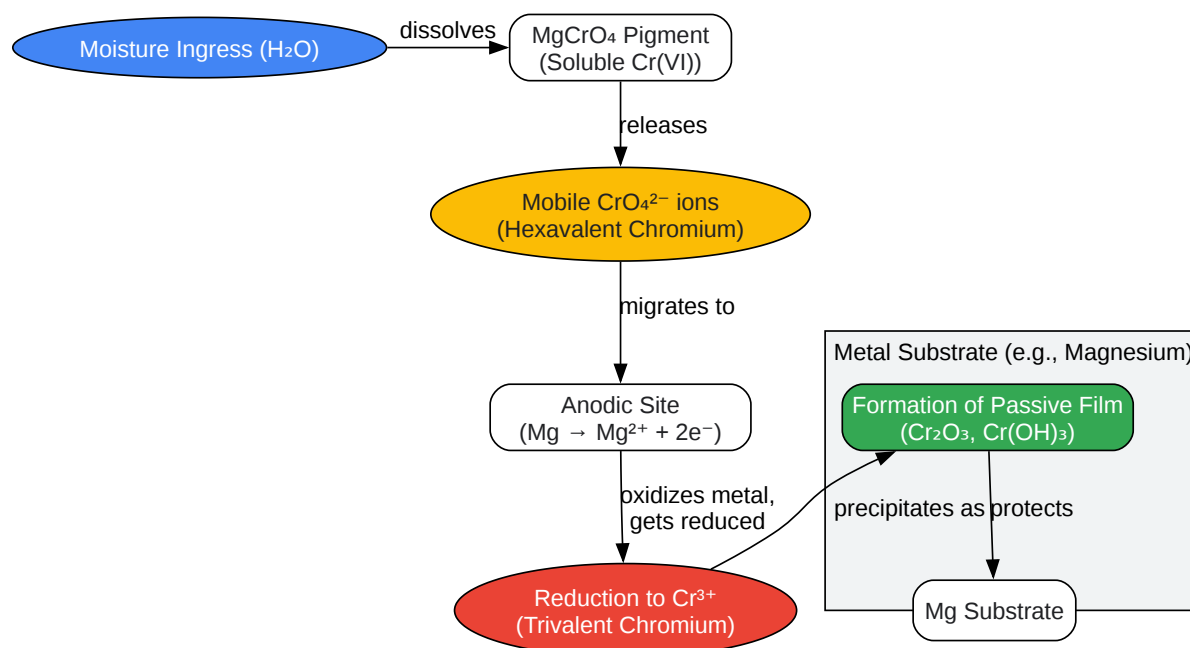 Moisture Ingress (H₂O)
dissolves
MgCrO₄ Pigment
(Soluble Cr(VI))
releases
Mobile CrO₄²⁻ ions
(Hexavalent Chromium)
migrates to
Anodic Site
(Mg → Mg²⁺ + 2e⁻)
oxidizes metal,
gets reduced
Reduction to Cr³⁺
(Trivalent Chromium)
precipitates as
Metal Substrate (e.g., Magnesium)
Formation of Passive Film
(Cr₂O₃, Cr(OH)₃)
protects
Mg Substrate